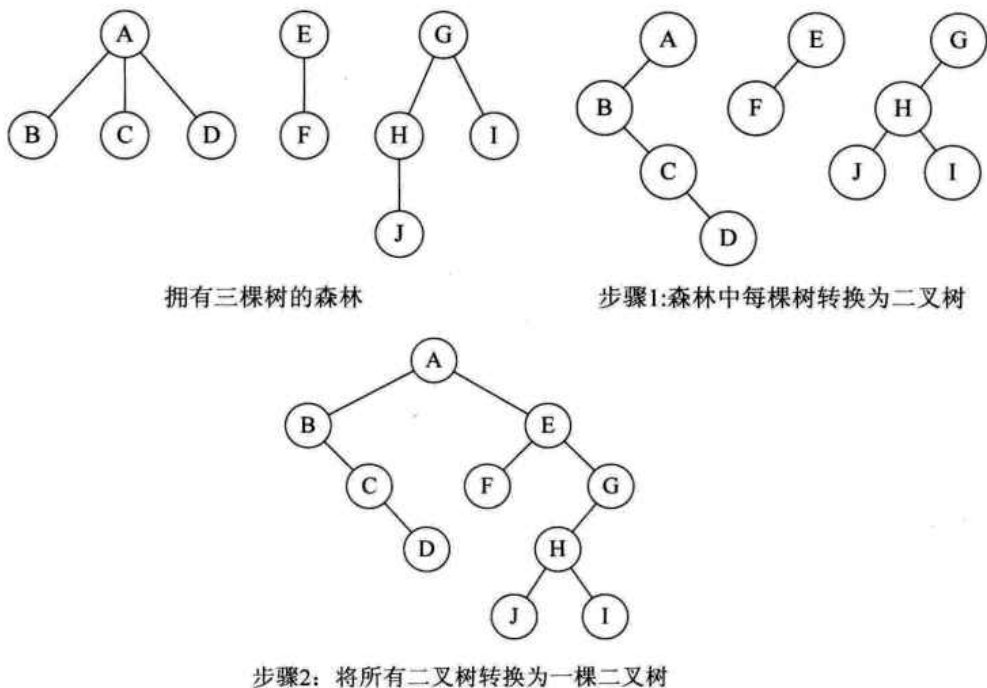 A E G
B C D F H I
J
拥有三棵树的森林
A E G
B F H
C J I
D
步骤1:森林中每棵树转换为二叉树
A
B E
C F G
D H
J I
步骤2：将所有二叉树转换为一棵二叉树